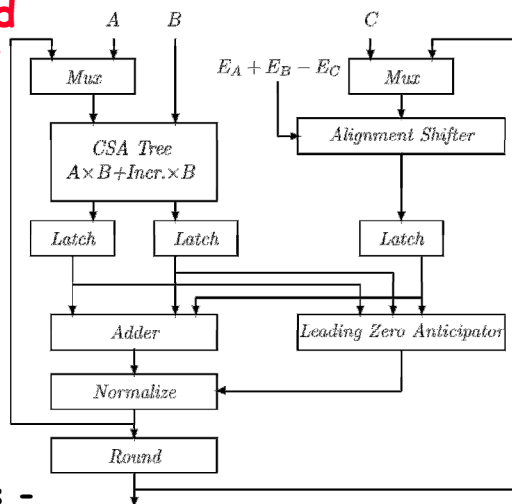 d
A B C
E_A + E_B − E_C
Mux Mux
CSA Tree
A×B+Incr.×B
Alignment Shifter
Latch Latch Latch
Adder Leading Zero Anticipator
Normalize
Round
: -